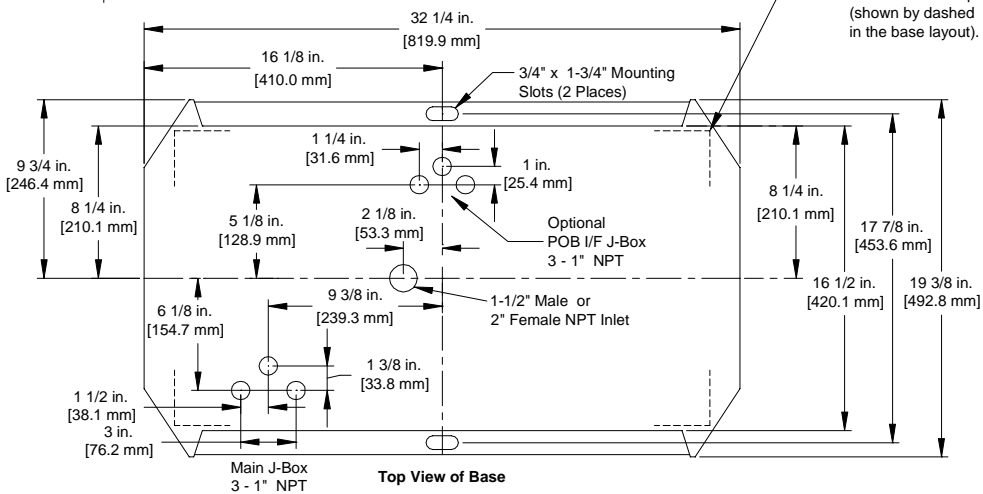 (shown by dashed
in the base layout).
32 1/4 in.
[819.9 mm]
16 1/8 in.
[410.0 mm]
3/4" x 1-3/4" Mounting
Slots (2 Places)
9 3/4 in.
[246.4 mm]
8 1/4 in.
[210.1 mm]
1 1/4 in.
[31.6 mm]
1 in.
[25.4 mm]
5 1/8 in.
[128.9 mm]
2 1/8 in.
[53.3 mm]
Optional
POB I/F J-Box
3 - 1" NPT
8 1/4 in.
[210.1 mm]
17 7/8 in.
[453.6 mm]
16 1/2 in.
[420.1 mm]
19 3/8 in.
[492.8 mm]
6 1/8 in.
[154.7 mm]
9 3/8 in.
[239.3 mm]
1-1/2" Male or
2" Female NPT Inlet
1 3/8 in.
[33.8 mm]
1 1/2 in.
[38.1 mm]
3 in.
[76.2 mm]
Main J-Box
3 - 1" NPT
Top View of Base